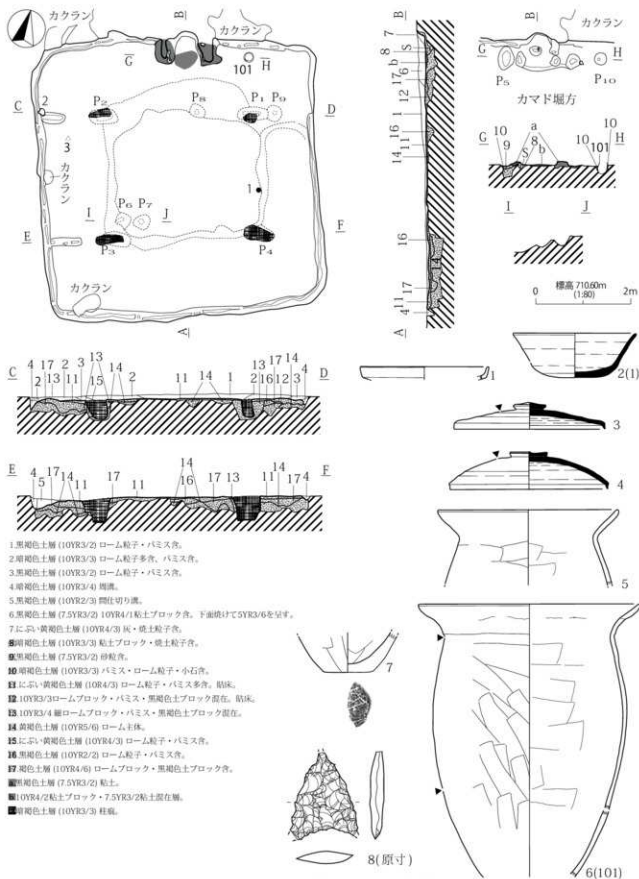 B カクラン カクラン
G 101 H
C 2 P2 P8 P1 P9 D
3
カクラン
1
I P6 P7 J F
E P3 P4
カクラン
A
B
7
8
S
b
6
17
12
1
16
11
14
16
17
11
4
A
B カクラン
G H
P5 P10
カマド堀方
G 10 9 a S 8 b 10 101 10 H
I J
標高 710.60m
(1:80)
0 2m
C 4 17 2 3 13 14 2 11 14 1 13 17 14 4 D
2 13 11 15 2 16 12 3
E 4 17 14 11 17 11 14 17 13 11 14 17 4 F
5 16
1
2(1)
3
4
5
6(101)
7
8(原寸)
1.黒褐色土層 (10YR3/2) ローム粒子・パミス含。
2.暗褐色土層 (10YR3/3) ローム粒子多含、パミス含。
3.黒褐色土層 (10YR3/2) ローム粒子・パミス含。
4.暗褐色土層 (10YR3/4) 周溝。
5.黒褐色土層 (10YR2/3) 間仕切り溝。
6.黒褐色土層 (7.5YR3/2) 10YR4/1粘土ブロック含。下面焼けて5YR3/6を呈す。
7.にぶい黄褐色土層 (10YR4/3) 灰・焼土粒子含。
8.暗褐色土層 (10YR3/3) 粘土ブロック・焼土粒子含。
9.黒褐色土層 (7.5YR3/2) 砂粒含。
10.暗褐色土層 (10YR3/3) パミス・ローム粒子・小石含。
11.にぶい黄褐色土層 (10R4/3) ローム粒子・パミス多含。貼床。
12.10YR3/3ロームブロック・パミス・黒褐色土ブロック混在。貼床。
13.10YR3/4 細ロームブロック・パミス・黒褐色土ブロック混在。
14.黄褐色土層 (10YR5/6) ローム主体。
15.にぶい黄褐色土層 (10YR4/3) ローム粒子・パミス含。
16.黒褐色土層 (10YR2/2) ローム粒子・パミス含。
17.褐色土層 (10YR4/6) ロームブロック・黒褐色土ブロック含。
黒褐色土層 (7.5YR3/2) 粘土。
10YR4/2粘土ブロック・7.5YR3/2粘土混在層。
暗褐色土層 (10YR3/3) 柱痕。